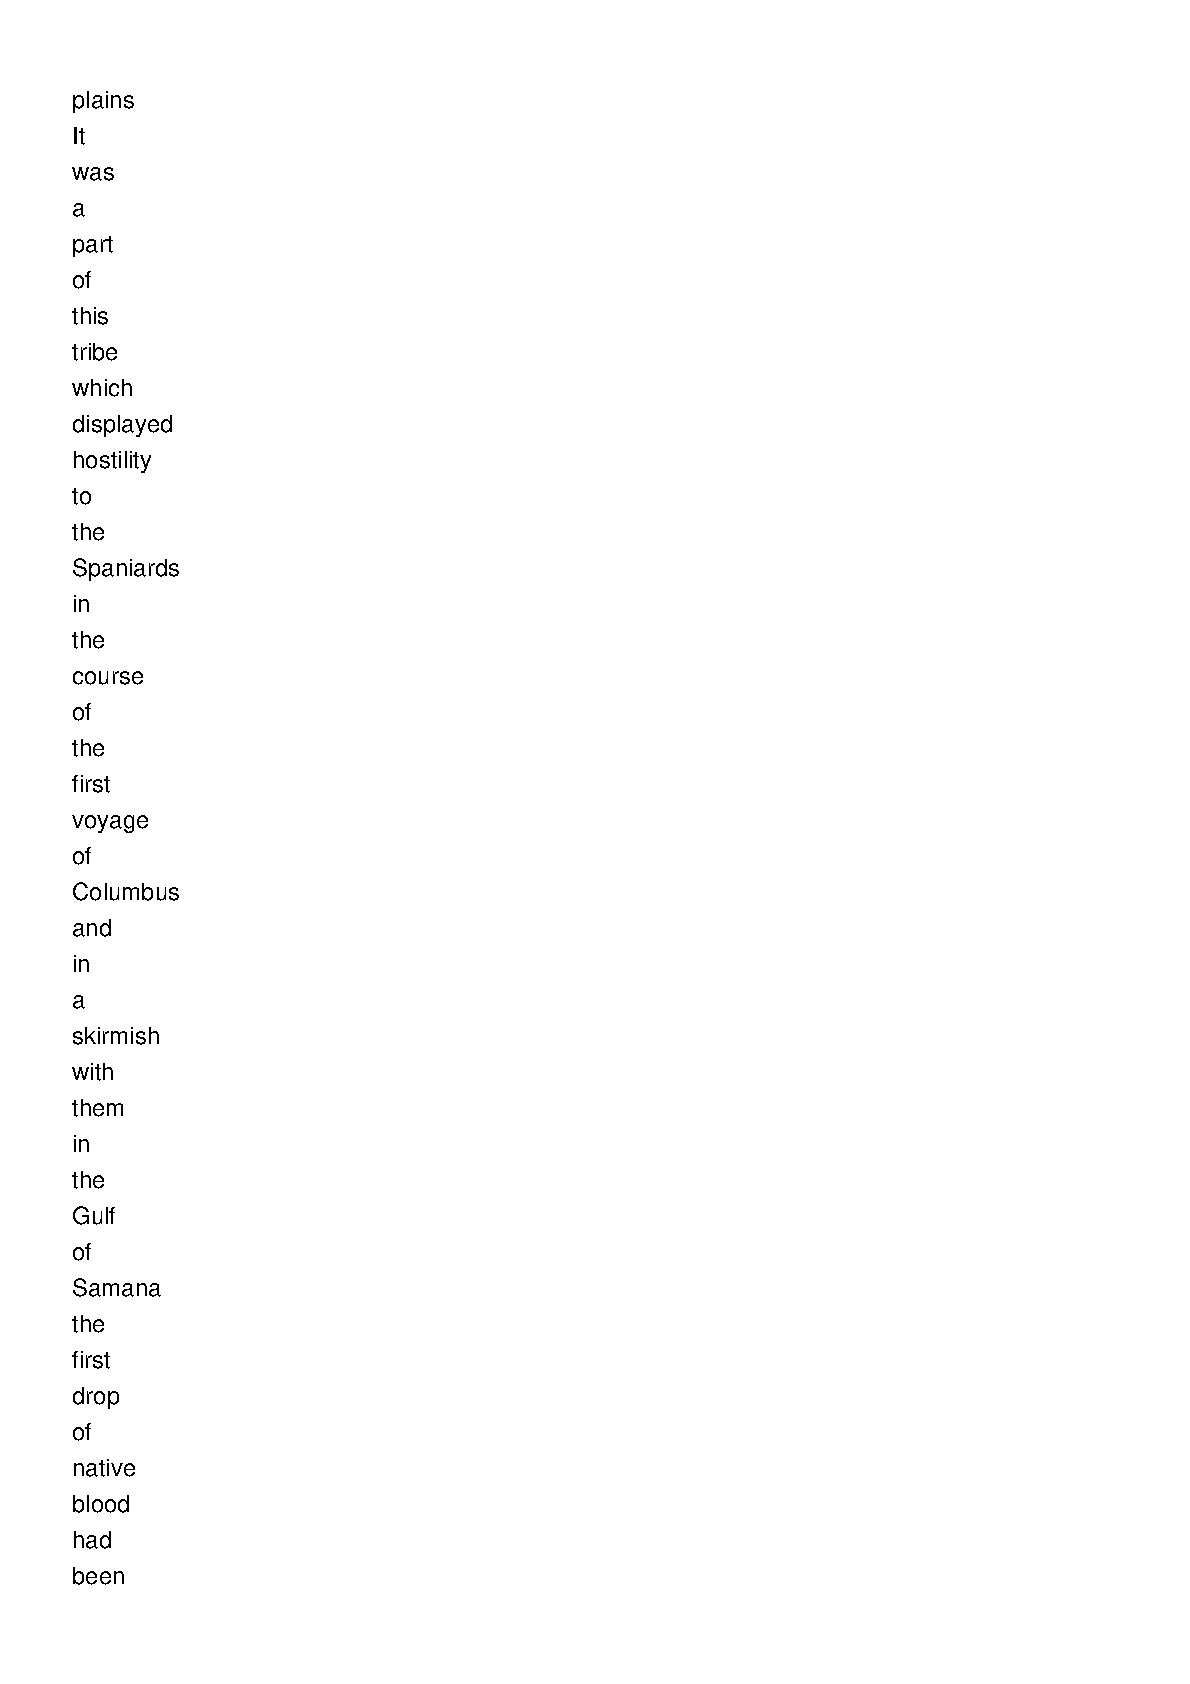 plains
It
was
a
part
of
this
tribe
which
displayed
hostility
to
the
Spaniards
in
the
course
of
the
first
voyage
of
Columbus
and
in
a
skirmish
with
them
in
the
Gulf
of
Samana
the
first
drop
of
native
blood
had
been